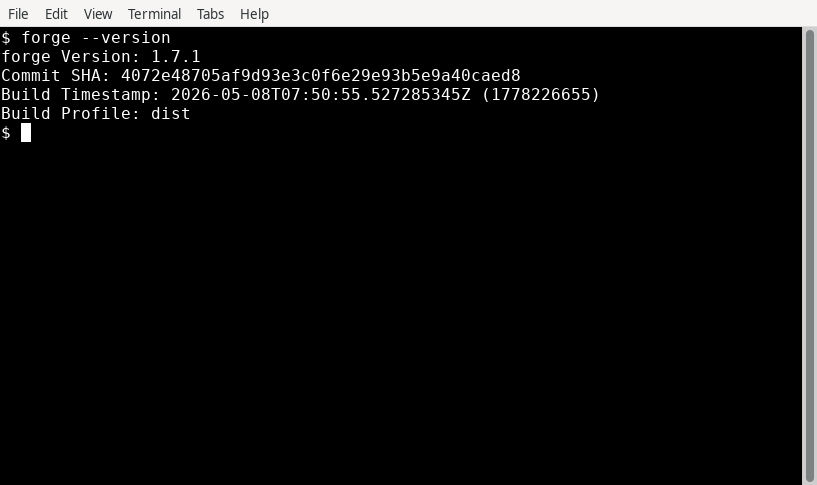 File Edit View Terminal Tabs Help
$ forge --version
forge Version: 1.7.1
Commit SHA: 4072e48705af9d93e3c0f6e29e93b5e9a40caed8
Build Timestamp: 2026-05-08T07:50:55.527285345Z (1778226655)
Build Profile: dist
$